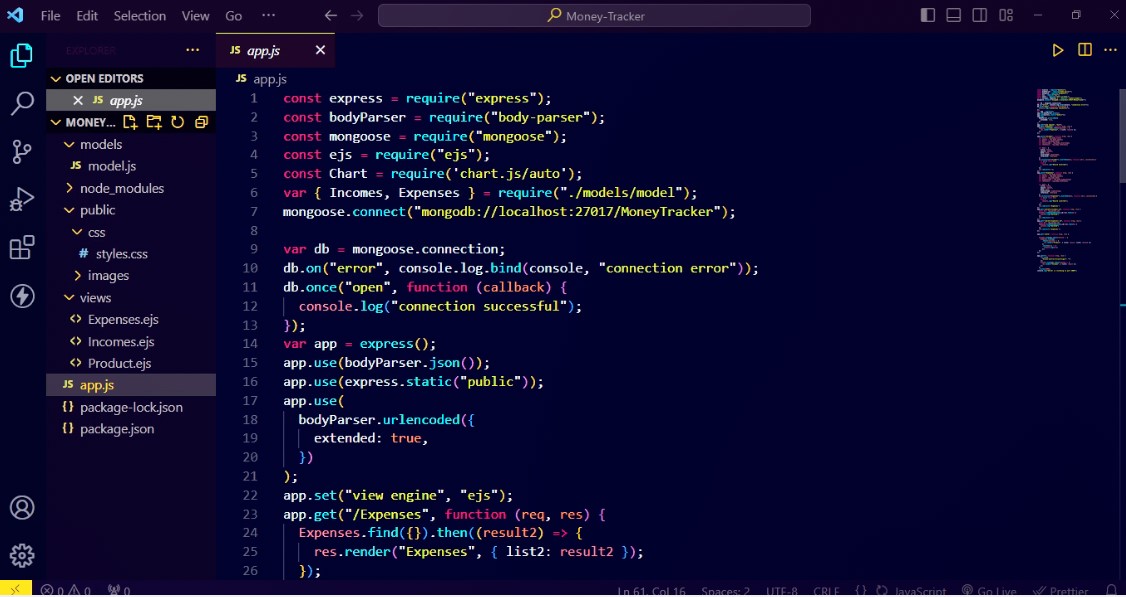 File Edit Selection View Go ··· Money-Tracker
EXPLORER ···
JS app.js
OPEN EDITORS
JS app.js
MONEY...
models
JS model.js
node_modules
public
css
# styles.css
images
views
<> Expenses.ejs
<> Incomes.ejs
<> Product.ejs
JS app.js
{} package-lock.json
{} package.json
JS app.js
1 const express = require("express");
2 const bodyParser = require("body-parser");
3 const mongoose = require("mongoose");
4 const ejs = require("ejs");
5 const Chart = require('chart.js/auto');
6 var { Incomes, Expenses } = require("./models/model");
7 mongoose.connect("mongodb://localhost:27017/MoneyTracker");
8
9 var db = mongoose.connection;
10 db.on("error", console.log.bind(console, "connection error"));
11 db.once("open", function (callback) {
12 console.log("connection successful");
13 });
14 var app = express();
15 app.use(bodyParser.json());
16 app.use(express.static("public"));
17 app.use(
18 bodyParser.urlencoded({
19 extended: true,
20 })
21 );
22 app.set("view engine", "ejs");
23 app.get("/Expenses", function (req, res) {
24 Expenses.find({}).then((result2) => {
25 res.render("Expenses", { list2: result2 });
26 });
0 0 0 Ln 61, Col 16 Spaces: 2 UTF-8 CRLF {} JavaScript Go Live Prettier